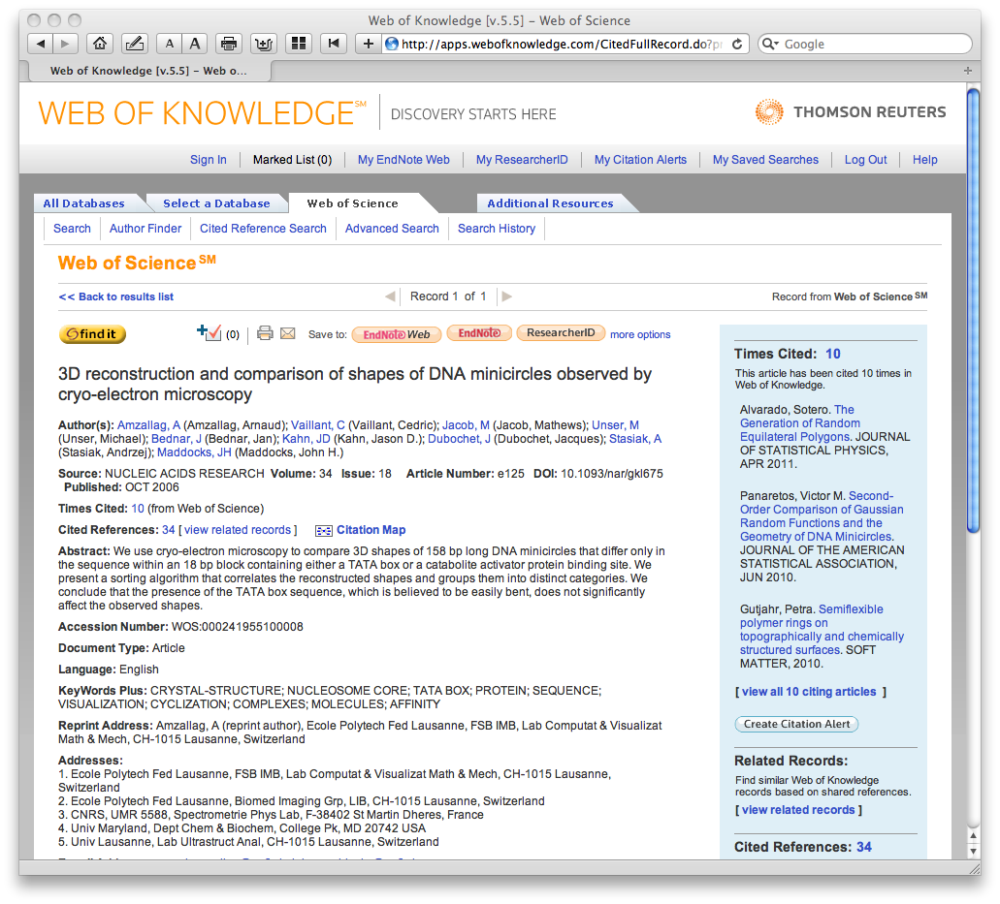 Web of Knowledge [v.5.5] – Web of Science
A A http://apps.webofknowledge.com/CitedFullRecord.do?pr Google
Web of Knowledge [v.5.5] – Web o...
WEB OF KNOWLEDGE SM DISCOVERY STARTS HERE THOMSON REUTERS
Sign In Marked List (0) My EndNote Web My ResearcherID My Citation Alerts My Saved Searches Log Out Help
All Databases Select a Database Web of Science Additional Resources
Search Author Finder Cited Reference Search Advanced Search Search History
Web of Science SM
<< Back to results list Record 1 of 1 Record from Web of Science SM
find it (0) Save to: EndNote Web EndNote ResearcherID more options
3D reconstruction and comparison of shapes of DNA minicircles observed by
cryo-electron microscopy
Author(s): Amzallag, A (Amzallag, Arnaud); Vaillant, C (Vaillant, Cedric); Jacob, M (Jacob, Mathews); Unser, M
(Unser, Michael); Bednar, J (Bednar, Jan); Kahn, JD (Kahn, Jason D.); Dubochet, J (Dubochet, Jacques); Stasiak, A
(Stasiak, Andrzej); Maddocks, JH (Maddocks, John H.)
Source: NUCLEIC ACIDS RESEARCH Volume: 34 Issue: 18 Article Number: e125 DOI: 10.1093/nar/gkl675
Published: OCT 2006
Times Cited: 10 (from Web of Science)
Cited References: 34 [ view related records ] Citation Map
Abstract: We use cryo-electron microscopy to compare 3D shapes of 158 bp long DNA minicircles that differ only in
the sequence within an 18 bp block containing either a TATA box or a catabolite activator protein binding site. We
present a sorting algorithm that correlates the reconstructed shapes and groups them into distinct categories. We
conclude that the presence of the TATA box sequence, which is believed to be easily bent, does not significantly
affect the observed shapes.
Accession Number: WOS:000241955100008
Document Type: Article
Language: English
KeyWords Plus: CRYSTAL-STRUCTURE; NUCLEOSOME CORE; TATA BOX; PROTEIN; SEQUENCE;
VISUALIZATION; CYCLIZATION; COMPLEXES; MOLECULES; AFFINITY
Reprint Address: Amzallag, A (reprint author), Ecole Polytech Fed Lausanne, FSB IMB, Lab Computat & Visualizat
Math & Mech, CH-1015 Lausanne, Switzerland
Addresses:
1. Ecole Polytech Fed Lausanne, FSB IMB, Lab Computat & Visualizat Math & Mech, CH-1015 Lausanne,
Switzerland
2. Ecole Polytech Fed Lausanne, Biomed Imaging Grp, LIB, CH-1015 Lausanne, Switzerland
3. CNRS, UMR 5588, Spectrometrie Phys Lab, F-38402 St Martin Dheres, France
4. Univ Maryland, Dept Chem & Biochem, College Pk, MD 20742 USA
5. Univ Lausanne, Lab Ultrastruct Anal, CH-1015 Lausanne, Switzerland
Times Cited: 10
This article has been cited 10 times in
Web of Knowledge.
Alvarado, Sotero. The
Generation of Random
Equilateral Polygons. JOURNAL
OF STATISTICAL PHYSICS,
APR 2011.
Panaretos, Victor M. Second-
Order Comparison of Gaussian
Random Functions and the
Geometry of DNA Minicircles.
JOURNAL OF THE AMERICAN
STATISTICAL ASSOCIATION,
JUN 2010.
Gutjahr, Petra. Semiflexible
polymer rings on
topographically and chemically
structured surfaces. SOFT
MATTER, 2010.
[ view all 10 citing articles ]
Create Citation Alert
Related Records:
Find similar Web of Knowledge
records based on shared references.
[ view related records ]
Cited References: 34